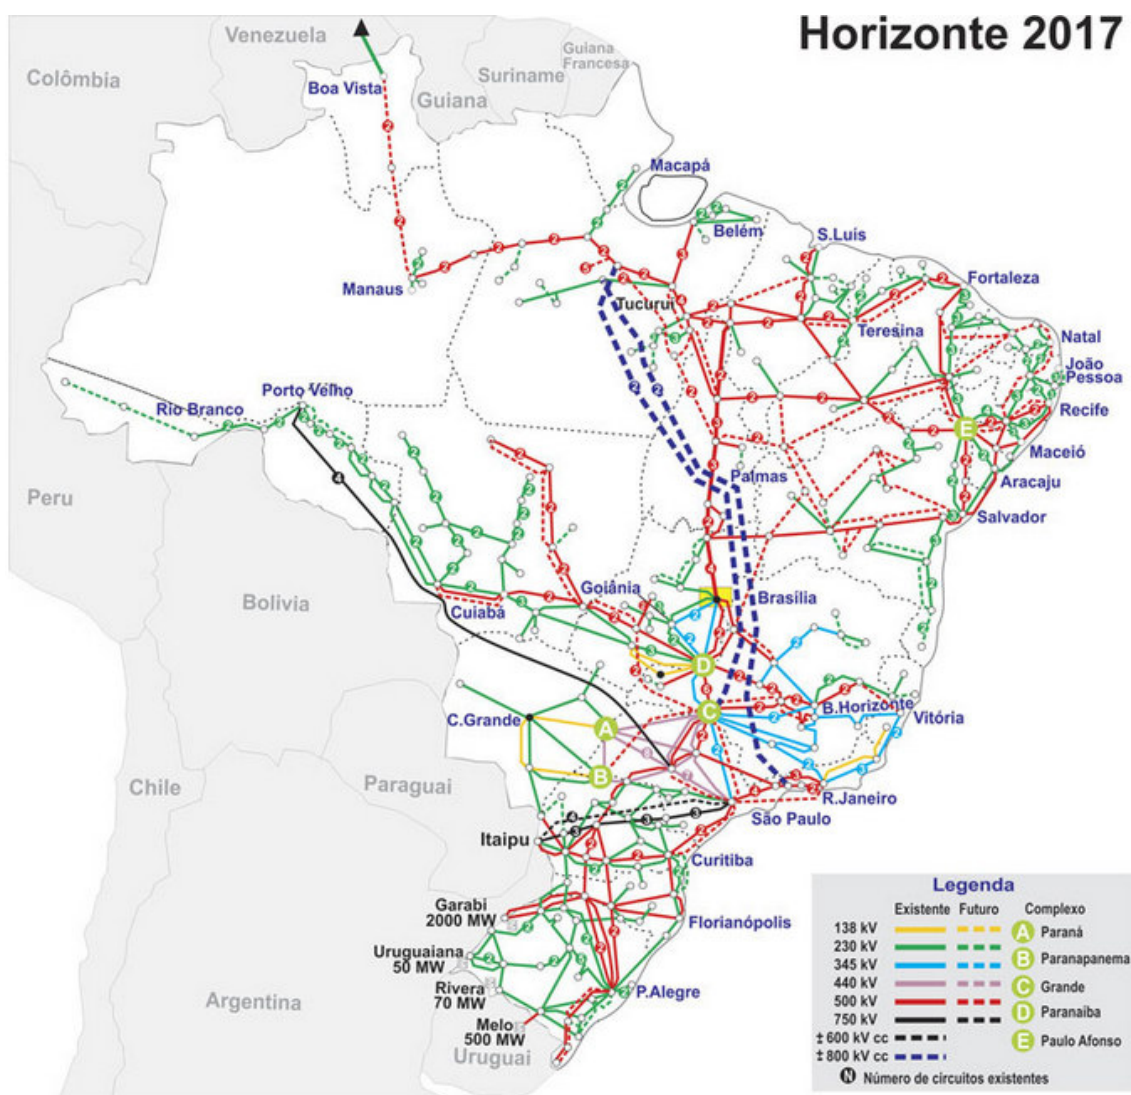 Horizonte 2017
Venezuela
Guiana
Francesa
Colômbia
Suriname
Boa Vista
Guiana
Macapá
Belém
S.Luís
Fortaleza
Manaus
Tucuruí
Teresina
Natal
João
Pessoa
Porto Velho
Rio Branco
Recife
E
Maceió
Peru
Palmas
Aracajú
Salvador
Bolívia
Goiânia
Brasília
Cuiabá
D
C.Grande
A
C
B.Horizonte
Vitória
B
Chile
Paraguai
R.Janeiro
São Paulo
Itaipu
Curitiba
Garabi
2000 MW
Florianópolis
Uruguaiana
50 MW
Rivera
70 MW
P.Alegre
Argentina
Melo
500 MW
Uruguai
Legenda
Existente Futuro Complexo
138 kV A Paraná
230 kV
345 kV B Paranapanema
440 kV C Grande
500 kV
750 kV D Paranaíba
±600 kV cc
±800 kV cc E Paulo Afonso
N Número de circuitos existentes